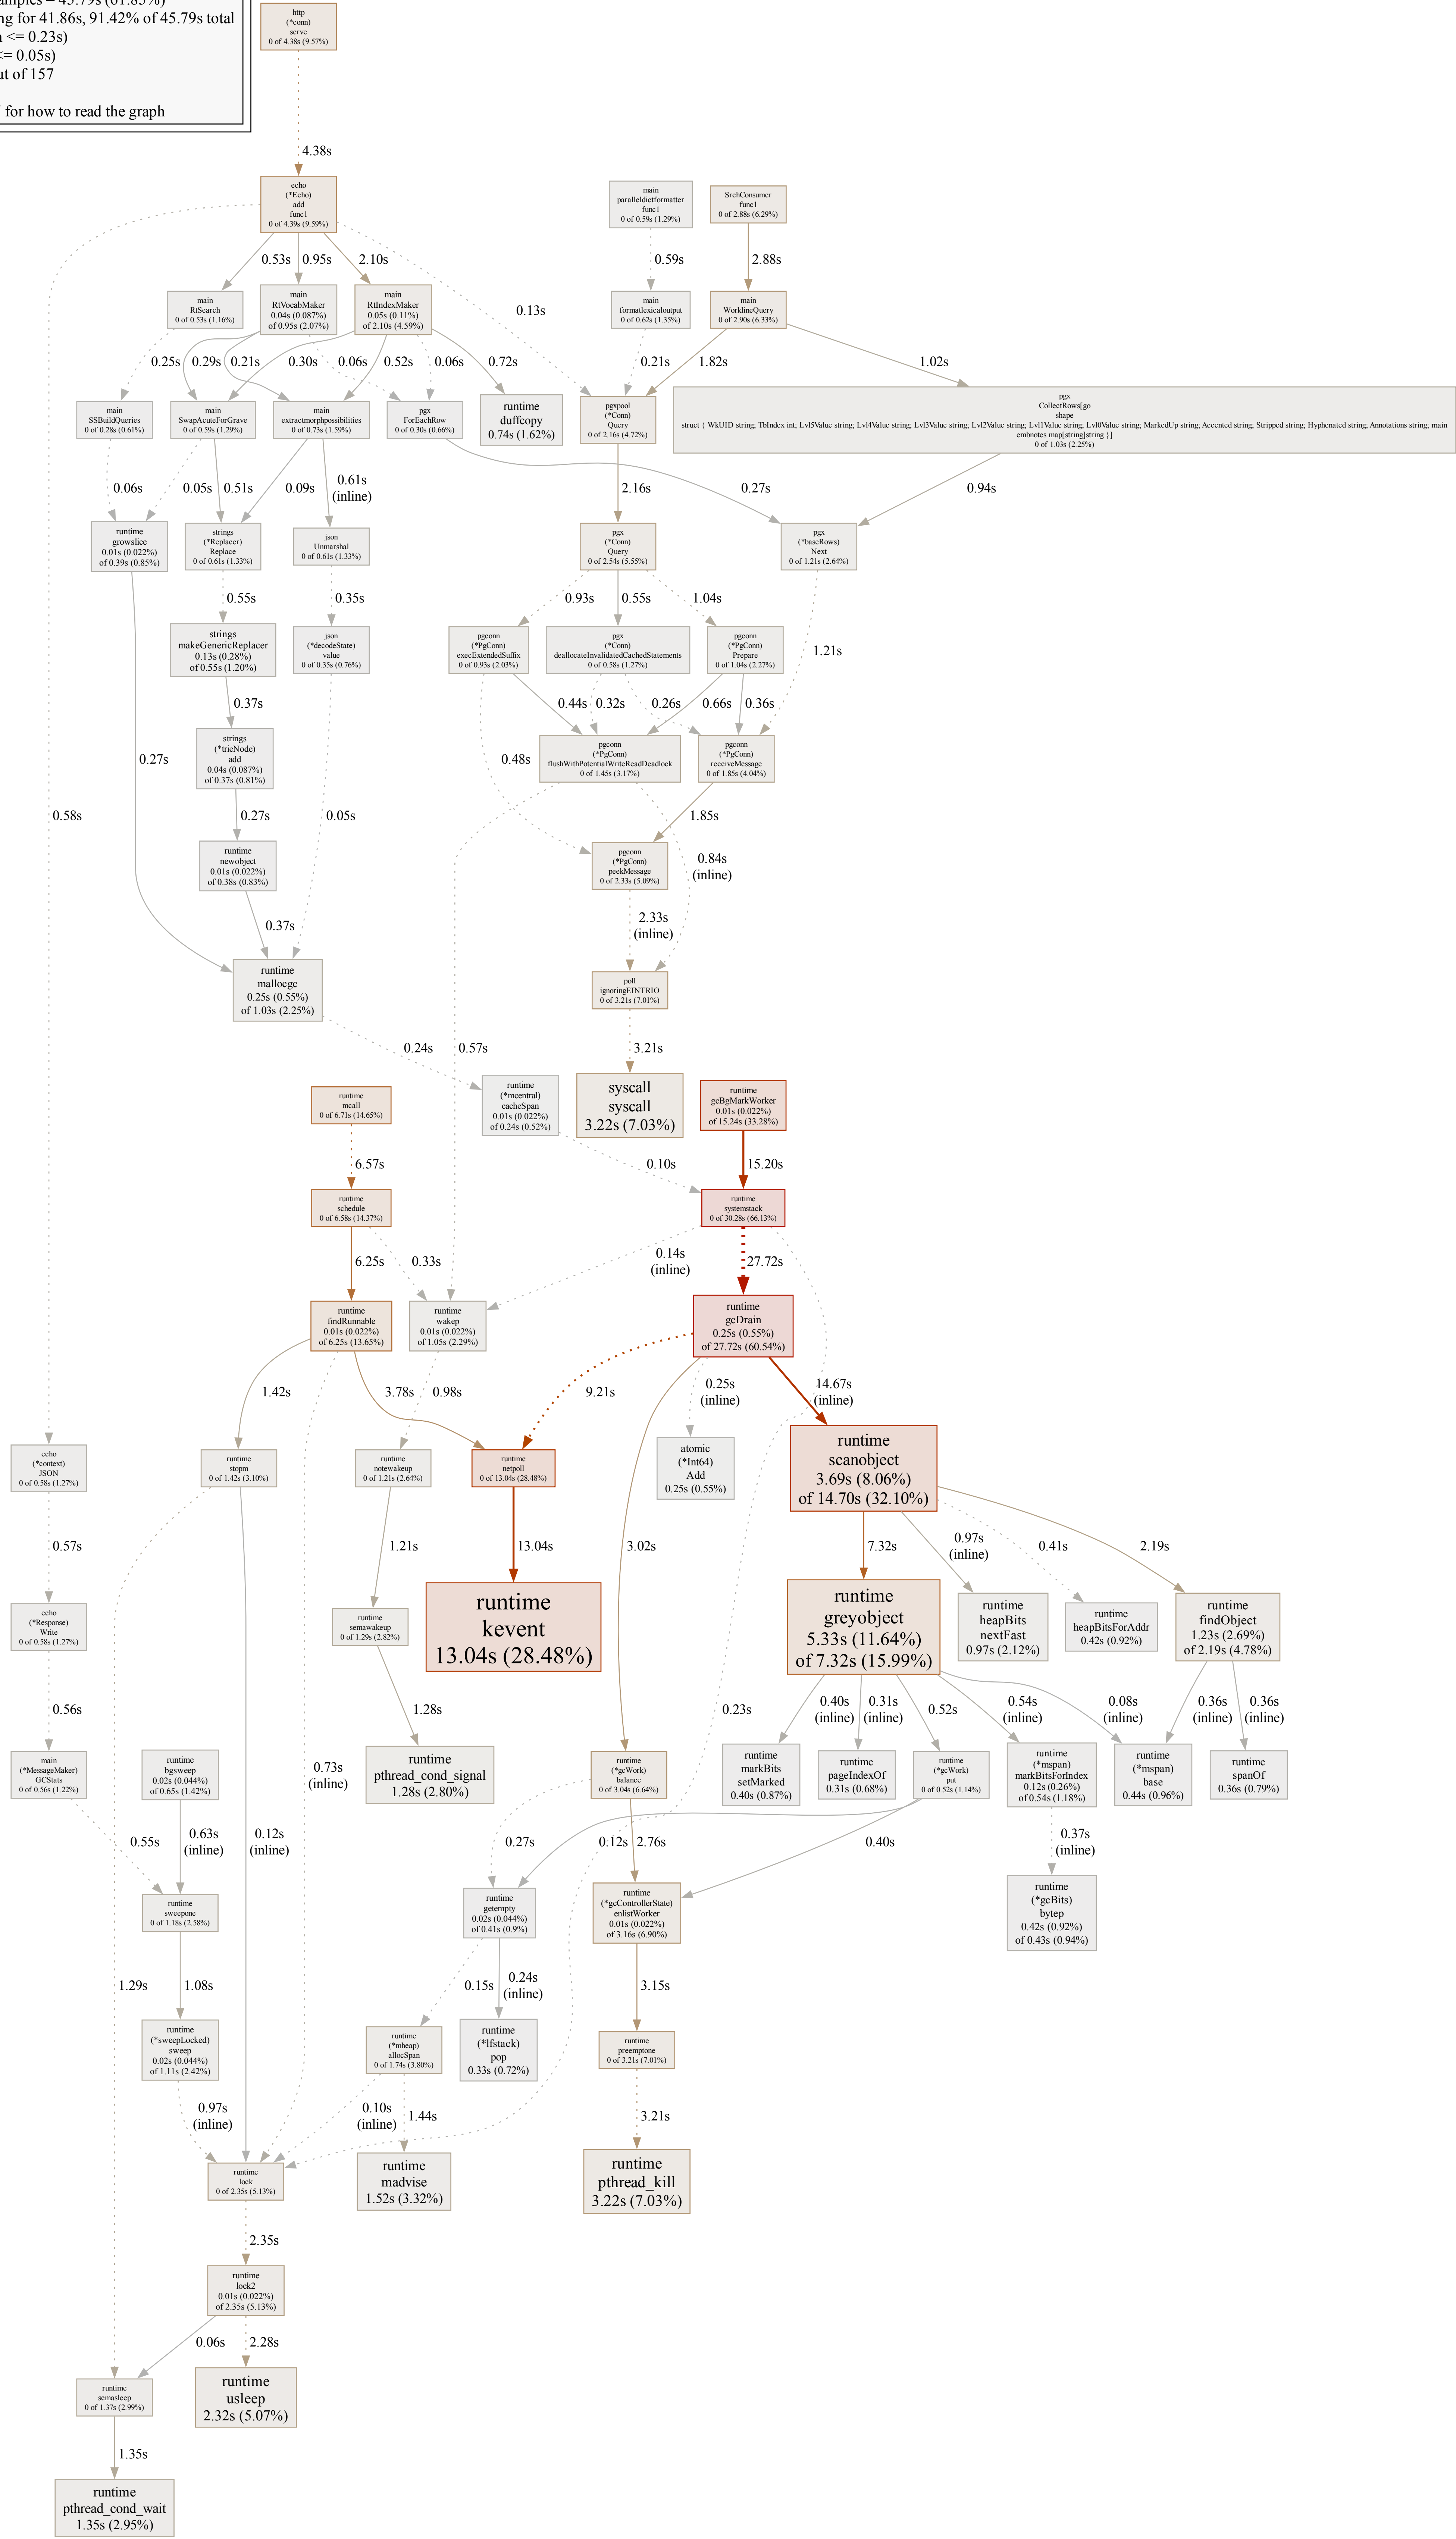 ng for 41.86s, 91.42% of 45.79s total
<= 0.23s)
<= 0.05s)
ut of 157
for how to read the graph
http
(*conn)
serve
0 of 4.38s (9.57%)
4.38s
echo
(*Echo)
add
func1
0 of 4.39s (9.59%)
main
paralleldictformatter
func1
0 of 0.59s (1.29%)
SrchConsumer
func1
0 of 2.88s (6.29%)
0.53s
0.95s
2.10s
0.59s
2.88s
main
RtSearch
0 of 0.53s (1.16%)
main
RtVocabMaker
0.04s (0.087%)
of 0.95s (2.07%)
main
RtIndexMaker
0.05s (0.11%)
of 2.10s (4.59%)
0.13s
main
formatlexicaloutput
0 of 0.62s (1.35%)
main
WorklineQuery
0 of 2.90s (6.33%)
0.25s
0.29s
0.21s
0.30s
0.06s
0.52s
0.06s
0.72s
0.21s
1.82s
1.02s
main
SSBuildQueries
0 of 0.28s (0.61%)
main
SwapAcuteForGrave
0 of 0.59s (1.29%)
main
extractmorphpossibilities
0 of 0.73s (1.59%)
pgx
ForEachRow
0 of 0.30s (0.66%)
runtime
duffcopy
0.74s (1.62%)
pgxpool
(*Conn)
Query
0 of 2.16s (4.72%)
pgx
CollectRows[go
shape
struct { WkUID string; TbIndex int; Lvl5Value string; Lvl4Value string; Lvl3Value string; Lvl2Value string; Lvl1Value string; Lvl0Value string; MarkedUp string; Accented string; Stripped string; Hyphenated string; Annotations string; main
embnotes map[string]string }]
0 of 1.03s (2.25%)
0.06s
0.05s
0.51s
0.09s
0.61s
(inline)
2.16s
0.27s
0.94s
runtime
growslice
0.01s (0.022%)
of 0.39s (0.85%)
strings
(*Replacer)
Replace
0 of 0.61s (1.33%)
json
Unmarshal
0 of 0.61s (1.33%)
pgx
(*Conn)
Query
0 of 2.54s (5.55%)
pgx
(*baseRows)
Next
0 of 1.21s (2.64%)
0.55s
0.35s
0.93s
0.55s
1.04s
strings
makeGenericReplacer
0.13s (0.28%)
of 0.55s (1.20%)
json
(*decodeState)
value
0 of 0.35s (0.76%)
pgconn
(*PgConn)
execExtendedSuffix
0 of 0.93s (2.03%)
pgx
(*Conn)
deallocateInvalidatedCachedStatements
0 of 0.58s (1.27%)
pgconn
(*PgConn)
Prepare
0 of 1.04s (2.27%)
1.21s
0.37s
0.44s
0.32s
0.26s
0.66s
0.36s
strings
(*trieNode)
add
0.04s (0.087%)
of 0.37s (0.81%)
pgconn
(*PgConn)
flushWithPotentialWriteReadDeadlock
0 of 1.45s (3.17%)
pgconn
(*PgConn)
receiveMessage
0 of 1.85s (4.04%)
0.27s
0.48s
0.58s
0.27s
0.05s
1.85s
runtime
newobject
0.01s (0.022%)
of 0.38s (0.83%)
pgconn
(*PgConn)
peekMessage
0 of 2.33s (5.09%)
0.84s
(inline)
0.37s
2.33s
(inline)
runtime
mallocgc
0.25s (0.55%)
of 1.03s (2.25%)
poll
ignoringEINTRIO
0 of 3.21s (7.01%)
0.24s
0.57s
3.21s
runtime
mcall
0 of 6.71s (14.65%)
runtime
(*mcentral)
cacheSpan
0.01s (0.022%)
of 0.24s (0.52%)
syscall
syscall
3.22s (7.03%)
runtime
gcBgMarkWorker
0.01s (0.022%)
of 15.24s (33.28%)
6.57s
0.10s
15.20s
runtime
schedule
0 of 6.58s (14.37%)
runtime
systemstack
0 of 30.28s (66.13%)
6.25s
0.33s
0.14s
(inline)
27.72s
runtime
findRunnable
0.01s (0.022%)
of 6.25s (13.65%)
runtime
wakep
0.01s (0.022%)
of 1.05s (2.29%)
runtime
gcDrain
0.25s (0.55%)
of 27.72s (60.54%)
1.42s
3.78s
0.98s
9.21s
0.25s
(inline)
14.67s
(inline)
echo
(*context)
JSON
0 of 0.58s (1.27%)
runtime
stopm
0 of 1.42s (3.10%)
runtime
notewakeup
0 of 1.21s (2.64%)
runtime
netpoll
0 of 13.04s (28.48%)
atomic
(*Int64)
Add
0.25s (0.55%)
runtime
scanobject
3.69s (8.06%)
of 14.70s (32.10%)
0.57s
1.21s
13.04s
3.02s
7.32s
0.97s
(inline)
0.41s
2.19s
echo
(*Response)
Write
0 of 0.58s (1.27%)
runtime
semawakeup
0 of 1.29s (2.82%)
runtime
kevent
13.04s (28.48%)
runtime
greyobject
5.33s (11.64%)
of 7.32s (15.99%)
runtime
heapBits
nextFast
0.97s (2.12%)
runtime
heapBitsForAddr
0.42s (0.92%)
runtime
findObject
1.23s (2.69%)
of 2.19s (4.78%)
0.56s
1.28s
0.23s
0.40s
(inline)
0.31s
(inline)
0.52s
0.54s
(inline)
0.08s
(inline)
0.36s
(inline)
0.36s
(inline)
main
(*MessageMaker)
GCStats
0 of 0.56s (1.22%)
runtime
bgsweep
0.02s (0.044%)
of 0.65s (1.42%)
0.73s
(inline)
runtime
pthread_cond_signal
1.28s (2.80%)
runtime
(*gcWork)
balance
0 of 3.04s (6.64%)
runtime
markBits
setMarked
0.40s (0.87%)
runtime
pageIndexOf
0.31s (0.68%)
runtime
(*gcWork)
put
0 of 0.52s (1.14%)
runtime
(*mspan)
markBitsForIndex
0.12s (0.26%)
of 0.54s (1.18%)
runtime
(*mspan)
base
0.44s (0.96%)
runtime
spanOf
0.36s (0.79%)
0.55s
0.63s
(inline)
0.12s
(inline)
0.27s
0.12s
2.76s
0.40s
0.37s
(inline)
runtime
sweepone
0 of 1.18s (2.58%)
runtime
getempty
0.02s (0.044%)
of 0.41s (0.9%)
runtime
(*gcControllerState)
enlistWorker
0.01s (0.022%)
of 3.16s (6.90%)
runtime
(*gcBits)
bytep
0.42s (0.92%)
of 0.43s (0.94%)
1.29s
1.08s
0.15s
0.24s
(inline)
3.15s
runtime
(*sweepLocked)
sweep
0.02s (0.044%)
of 1.11s (2.42%)
runtime
(*mheap)
allocSpan
0 of 1.74s (3.80%)
runtime
(*lfstack)
pop
0.33s (0.72%)
runtime
preemptone
0 of 3.21s (7.01%)
0.97s
(inline)
0.10s
(inline)
1.44s
3.21s
runtime
lock
0 of 2.35s (5.13%)
runtime
madvise
1.52s (3.32%)
runtime
pthread_kill
3.22s (7.03%)
2.35s
runtime
lock2
0.01s (0.022%)
of 2.35s (5.13%)
0.06s
2.28s
runtime
semasleep
0 of 1.37s (2.99%)
runtime
usleep
2.32s (5.07%)
1.35s
runtime
pthread_cond_wait
1.35s (2.95%)